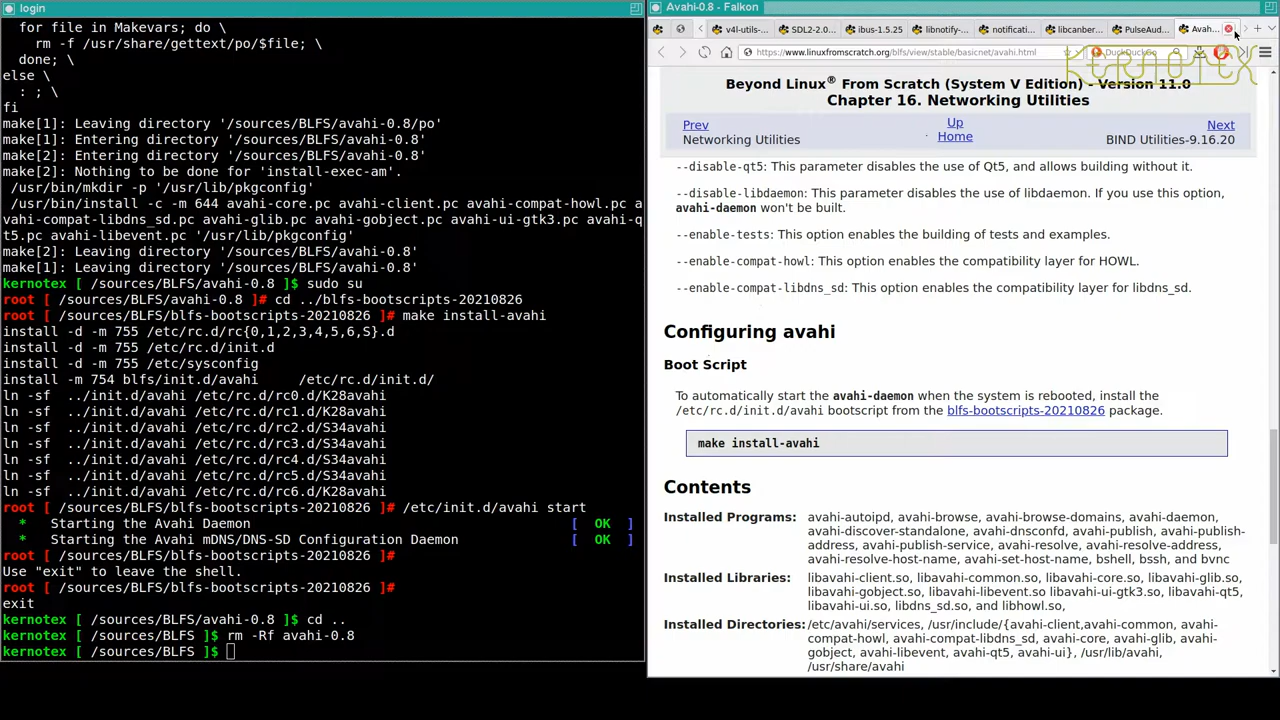 login
for file in Makevars; do \
rm -f /usr/share/gettext/po/$file; \
done; \
else \
: ; \
fi
make[1]: Leaving directory '/sources/BLFS/avahi-0.8/po'
make[1]: Entering directory '/sources/BLFS/avahi-0.8'
make[2]: Entering directory '/sources/BLFS/avahi-0.8'
make[2]: Nothing to be done for 'install-exec-am'.
/usr/bin/mkdir -p '/usr/lib/pkgconfig'
/usr/bin/install -c -m 644 avahi-core.pc avahi-client.pc avahi-compat-howl.pc a
vahi-compat-libdns_sd.pc avahi-glib.pc avahi-gobject.pc avahi-ui-gtk3.pc avahi-q
t5.pc avahi-libevent.pc '/usr/lib/pkgconfig'
make[2]: Leaving directory '/sources/BLFS/avahi-0.8'
make[1]: Leaving directory '/sources/BLFS/avahi-0.8'
kernotex [ /sources/BLFS/avahi-0.8 ]$ sudo su
root [ /sources/BLFS/avahi-0.8 ]# cd ../blfs-bootscripts-20210826
root [ /sources/BLFS/blfs-bootscripts-20210826 ]# make install-avahi
install -d -m 755 /etc/rc.d/rc{0,1,2,3,4,5,6,S}.d
install -d -m 755 /etc/rc.d/init.d
install -d -m 755 /etc/sysconfig
install -m 754 blfs/init.d/avahi /etc/rc.d/init.d/
ln -sf ../init.d/avahi /etc/rc.d/rc0.d/K28avahi
ln -sf ../init.d/avahi /etc/rc.d/rc1.d/K28avahi
ln -sf ../init.d/avahi /etc/rc.d/rc2.d/S34avahi
ln -sf ../init.d/avahi /etc/rc.d/rc3.d/S34avahi
ln -sf ../init.d/avahi /etc/rc.d/rc4.d/S34avahi
ln -sf ../init.d/avahi /etc/rc.d/rc5.d/S34avahi
ln -sf ../init.d/avahi /etc/rc.d/rc6.d/K28avahi
root [ /sources/BLFS/blfs-bootscripts-20210826 ]# /etc/init.d/avahi start
* Starting the Avahi Daemon [ OK ]
* Starting the Avahi mDNS/DNS-SD Configuration Daemon [ OK ]
root [ /sources/BLFS/blfs-bootscripts-20210826 ]#
Use "exit" to leave the shell.
root [ /sources/BLFS/blfs-bootscripts-20210826 ]#
exit
kernotex [ /sources/BLFS/avahi-0.8 ]$ cd ..
kernotex [ /sources/BLFS ]$ rm -Rf avahi-0.8
kernotex [ /sources/BLFS ]$
Avahi-0.8 - Falkon
v4l-utils-... SDL2-2.0... ibus-1.5.25 libnotify-... notificati... libcanber... PulseAud... Avah...
https://www.linuxfromscratch.org/blfs/view/stable/basicnet/avahi.html DuckDuckGo
KERNOTEX
Beyond Linux® From Scratch (System V Edition) - Version 11.0
Chapter 16. Networking Utilities
Prev Up Next
Networking Utilities Home BIND Utilities-9.16.20
--disable-qt5: This parameter disables the use of Qt5, and allows building without it.
--disable-libdaemon: This parameter disables the use of libdaemon. If you use this option,
avahi-daemon won't be built.
--enable-tests: This option enables the building of tests and examples.
--enable-compat-howl: This option enables the compatibility layer for HOWL.
--enable-compat-libdns_sd: This option enables the compatibility layer for libdns_sd.
Configuring avahi
Boot Script
To automatically start the avahi-daemon when the system is rebooted, install the
/etc/rc.d/init.d/avahi bootscript from the blfs-bootscripts-20210826 package.
make install-avahi
Contents
Installed Programs: avahi-autoipd, avahi-browse, avahi-browse-domains, avahi-daemon,
avahi-discover-standalone, avahi-dnsconfd, avahi-publish, avahi-publish-
address, avahi-publish-service, avahi-resolve, avahi-resolve-address,
avahi-resolve-host-name, avahi-set-host-name, bshell, bssh, and bvnc
Installed Libraries: libavahi-client.so, libavahi-common.so, libavahi-core.so, libavahi-glib.so,
libavahi-gobject.so, libavahi-libevent.so libavahi-ui-gtk3.so, libavahi-qt5,
libavahi-ui.so, libdns_sd.so, and libhowl.so,
Installed Directories: /etc/avahi/services, /usr/include/{avahi-client,avahi-common, avahi-
compat-howl, avahi-compat-libdns_sd, avahi-core, avahi-glib, avahi-
gobject, avahi-libevent, avahi-qt5, avahi-ui}, /usr/lib/avahi,
/usr/share/avahi